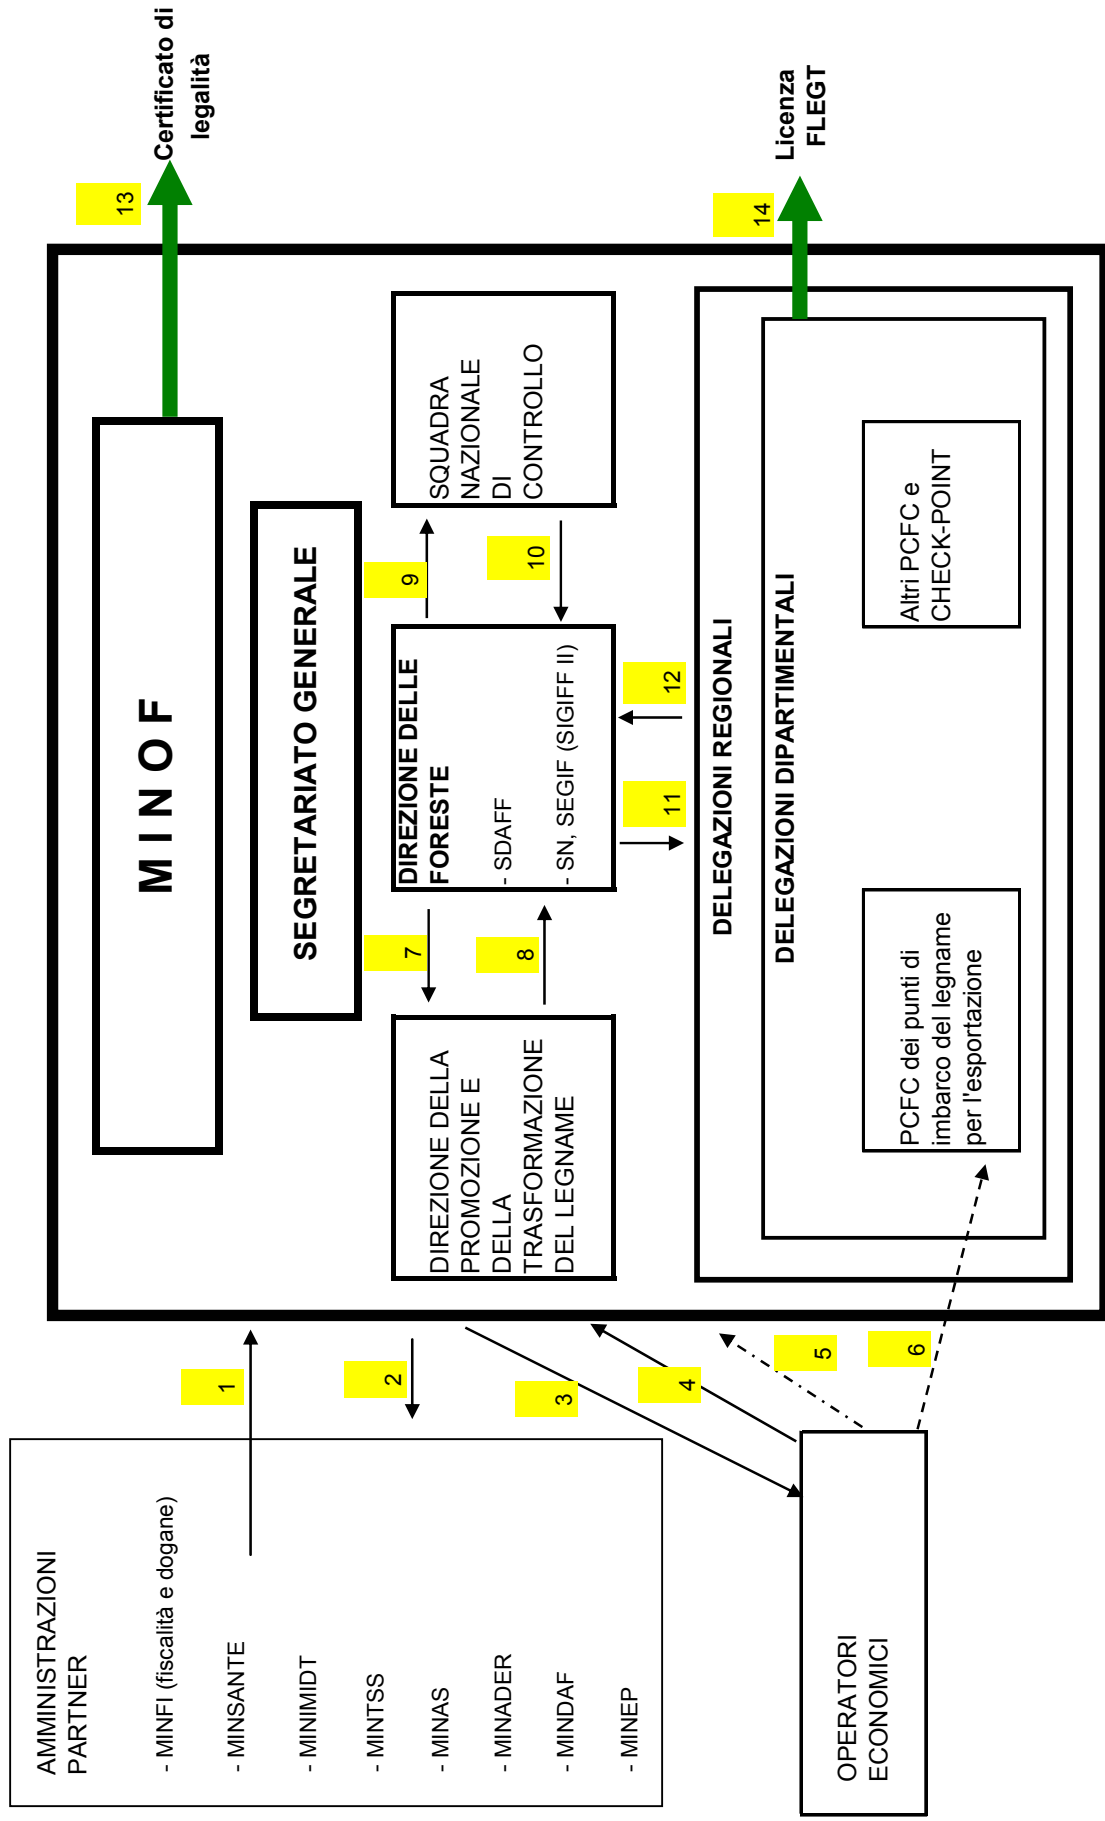 AMMINISTRAZIONI
PARTNER
- MINFI (fiscalità e dogane)
- MINSANTE
- MINIMIDT
- MINTSS
- MINAS
- MINADER
- MINDAF
- MINEP
OPERATORI
ECONOMICI
1
2
3
4
5
6
M I N O F
SEGRETARIATO GENERALE
DIREZIONE DELLA
PROMOZIONE E
DELLA
TRASFORMAZIONE
DEL LEGNAME
7
8
DIREZIONE DELLE
FORESTE
- SDAFF
- SN, SEGIF (SIGIFF II)
9
10
SQUADRA
NAZIONALE
DI
CONTROLLO
11
12
DELEGAZIONI REGIONALI
DELEGAZIONI DIPARTIMENTALI
PCFC dei punti di
imbarco del legname
per l'esportazione
Altri PCFC e
CHECK-POINT
13
Certificato di
legalità
14
Licenza
FLEGT